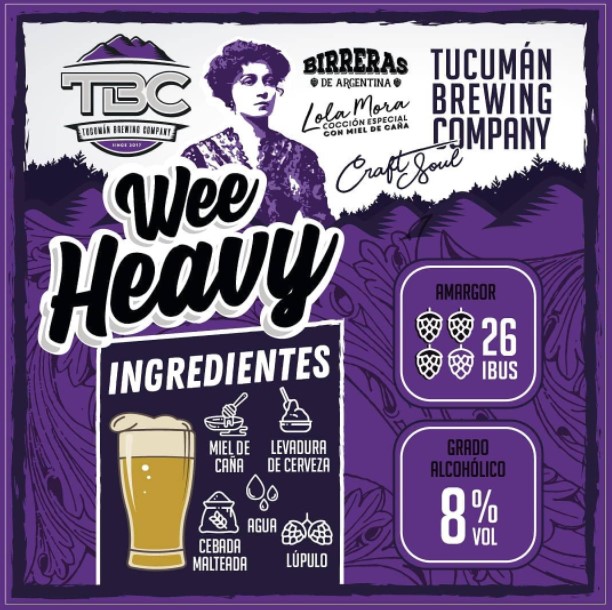 TBC
TUCUMÁN BREWING COMPANY
SINCE 2017
BIRRERAS
DE ARGENTINA
Lola Mora
COCCIÓN ESPECIAL
CON MIEL DE CAÑA
TUCUMÁN
BREWING
COMPANY
Craft Soul
Wee
Heavy
INGREDIENTES
MIEL DE
CAÑA
LEVADURA
DE CERVEZA
CEBADA
MALTEADA
AGUA
LÚPULO
AMARGOR
26
IBUS
GRADO
ALCOHÓLICO
8%
VOL